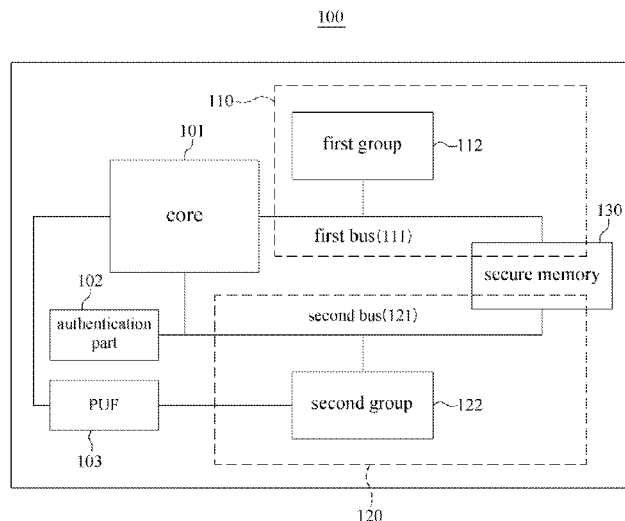 100
110
101
first group
112
core
130
first bus(111)
secure memory
102
second bus(121)
authentication
part
PUF
second group
122
103
120